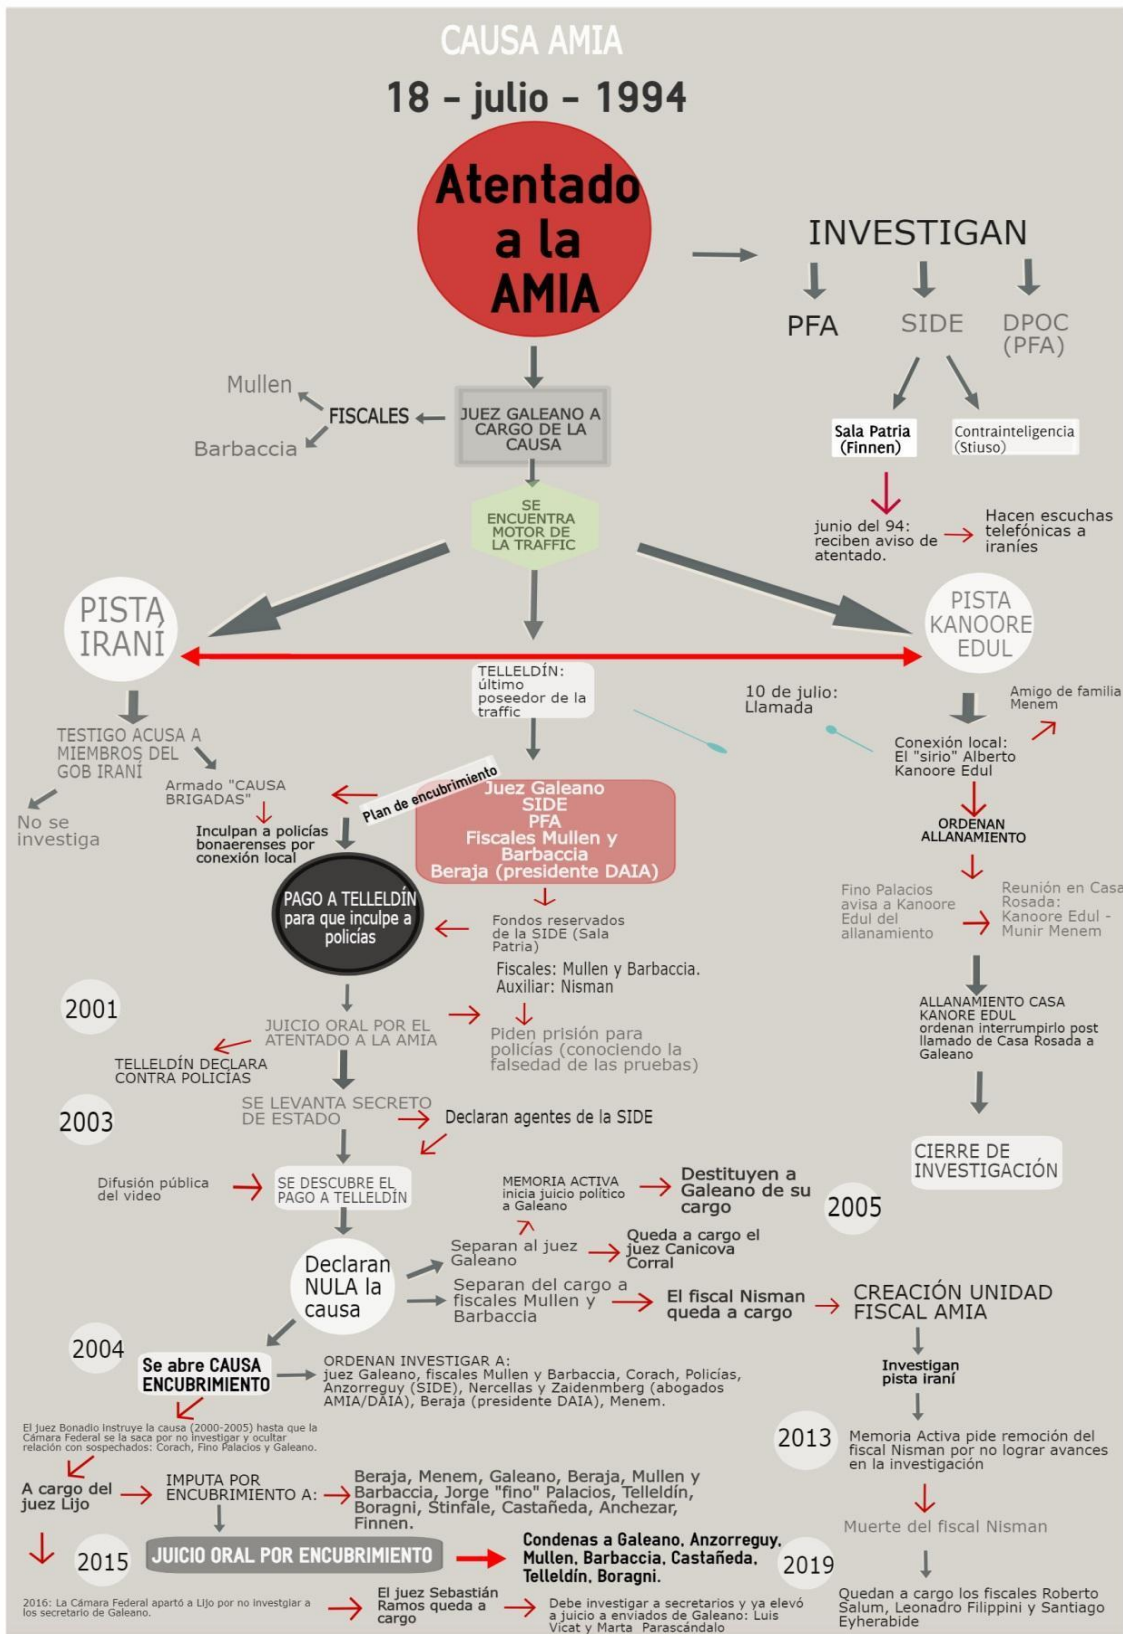 CAUSA AMIA
18 - julio - 1994
Atentado
a la
AMIA
INVESTIGAN
PFA
SIDE
DPOC
(PFA)
Sala Patria
(Finnen)
Contrainteligencia
(Stiuso)
junio del 94:
reciben aviso de
atentado.
Hacen escuchas
telefónicas a
iraníes
JUEZ GALEANO A
CARGO DE LA
CAUSA
FISCALES
Mullen
Barbaccia
SE
ENCUENTRA
MOTOR DE
LA TRAFFIC
PISTA
IRANÍ
PISTA
KANOORE
EDUL
TELLELDÍN:
último
poseedor de la
traffic
10 de julio:
Llamada
Amigo de familia
Menem
Conexión local:
El "sirio" Alberto
Kanoore Edul
TESTIGO ACUSA A
MIEMBROS DEL
GOB IRANÍ
No se
investiga
Armado "CAUSA
BRIGADAS"
Inculpan a policías
bonaerenses por
conexión local
Plan de encubrimiento
Juez Galeano
SIDE
PFA
Fiscales Mullen y
Barbaccia
Beraja (presidente DAIA)
ORDENAN
ALLANAMIENTO
Fino Palacios
avisa a Kanoore
Edul del
allanamiento
Reunión en Casa
Rosada:
Kanoore Edul -
Munir Menem
PAGO A TELLELDÍN
para que inculpe a
policías
Fondos reservados
de la SIDE (Sala
Patria)
Fiscales: Mullen y Barbaccia.
Auxiliar: Nisman
Piden prisión para
policías (conociendo la
falsedad de las pruebas)
ALLANAMIENTO CASA
KANORE EDUL
ordenan interrumpirlo post
llamado de Casa Rosada a
Galeano
CIERRE DE
INVESTIGACIÓN
2001
JUICIO ORAL POR EL
ATENTADO A LA AMIA
TELLELDÍN DECLARA
CONTRA POLICÍAS
2003
SE LEVANTA SECRETO
DE ESTADO
Declaran agentes de la SIDE
Difusión pública
del video
SE DESCUBRE EL
PAGO A TELLELDÍN
MEMORIA ACTIVA
inicia juicio político
a Galeano
Destituyen a
Galeano de su
cargo
2005
Declaran
NULA la
causa
Separan al juez
Galeano
Queda a cargo el
juez Canicova
Corral
Separan del cargo a
fiscales Mullen y
Barbaccia
El fiscal Nisman
queda a cargo
CREACIÓN UNIDAD
FISCAL AMIA
Investigan
pista iraní
2004
Se abre CAUSA
ENCUBRIMIENTO
ORDENAN INVESTIGAR A:
juez Galeano, fiscales Mullen y Barbaccia, Corach, Policías,
Anzorreguy (SIDE), Nercellas y Zaidenmberg (abogados
AMIA/DAIA), Beraja (presidente DAIA), Menem.
El juez Bonadio instruye la causa (2000-2005) hasta que la
Cámara Federal se la saca por no investigar y ocultar
relación con sospechados: Corach, Fino Palacios y Galeano.
2013
Memoria Activa pide remoción del
fiscal Nisman por no lograr avances
en la investigación
A cargo del
juez Lijo
IMPUTA POR
ENCUBRIMIENTO A:
Beraja, Menem, Galeano, Beraja, Mullen y
Barbaccia, Jorge "fino" Palacios, Telleldín,
Boragni, Stinfale, Castañeda, Anchezar,
Finnen.
Muerte del fiscal Nisman
2015
JUICIO ORAL POR ENCUBRIMIENTO
Condenas a Galeano, Anzorreguy,
Mullen, Barbaccia, Castañeda,
Telleldín, Boragni.
2019
Quedan a cargo los fiscales Roberto
Salum, Leonadro Filippini y Santiago
Eyherabide
2016: La Cámara Federal apartó a Lijo por no investgiar a
los secretario de Galeano.
El juez Sebastián
Ramos queda a
cargo
Debe investigar a secretarios y ya elevó
a juicio a enviados de Galeano: Luis
Vicat y Marta Parascándalo